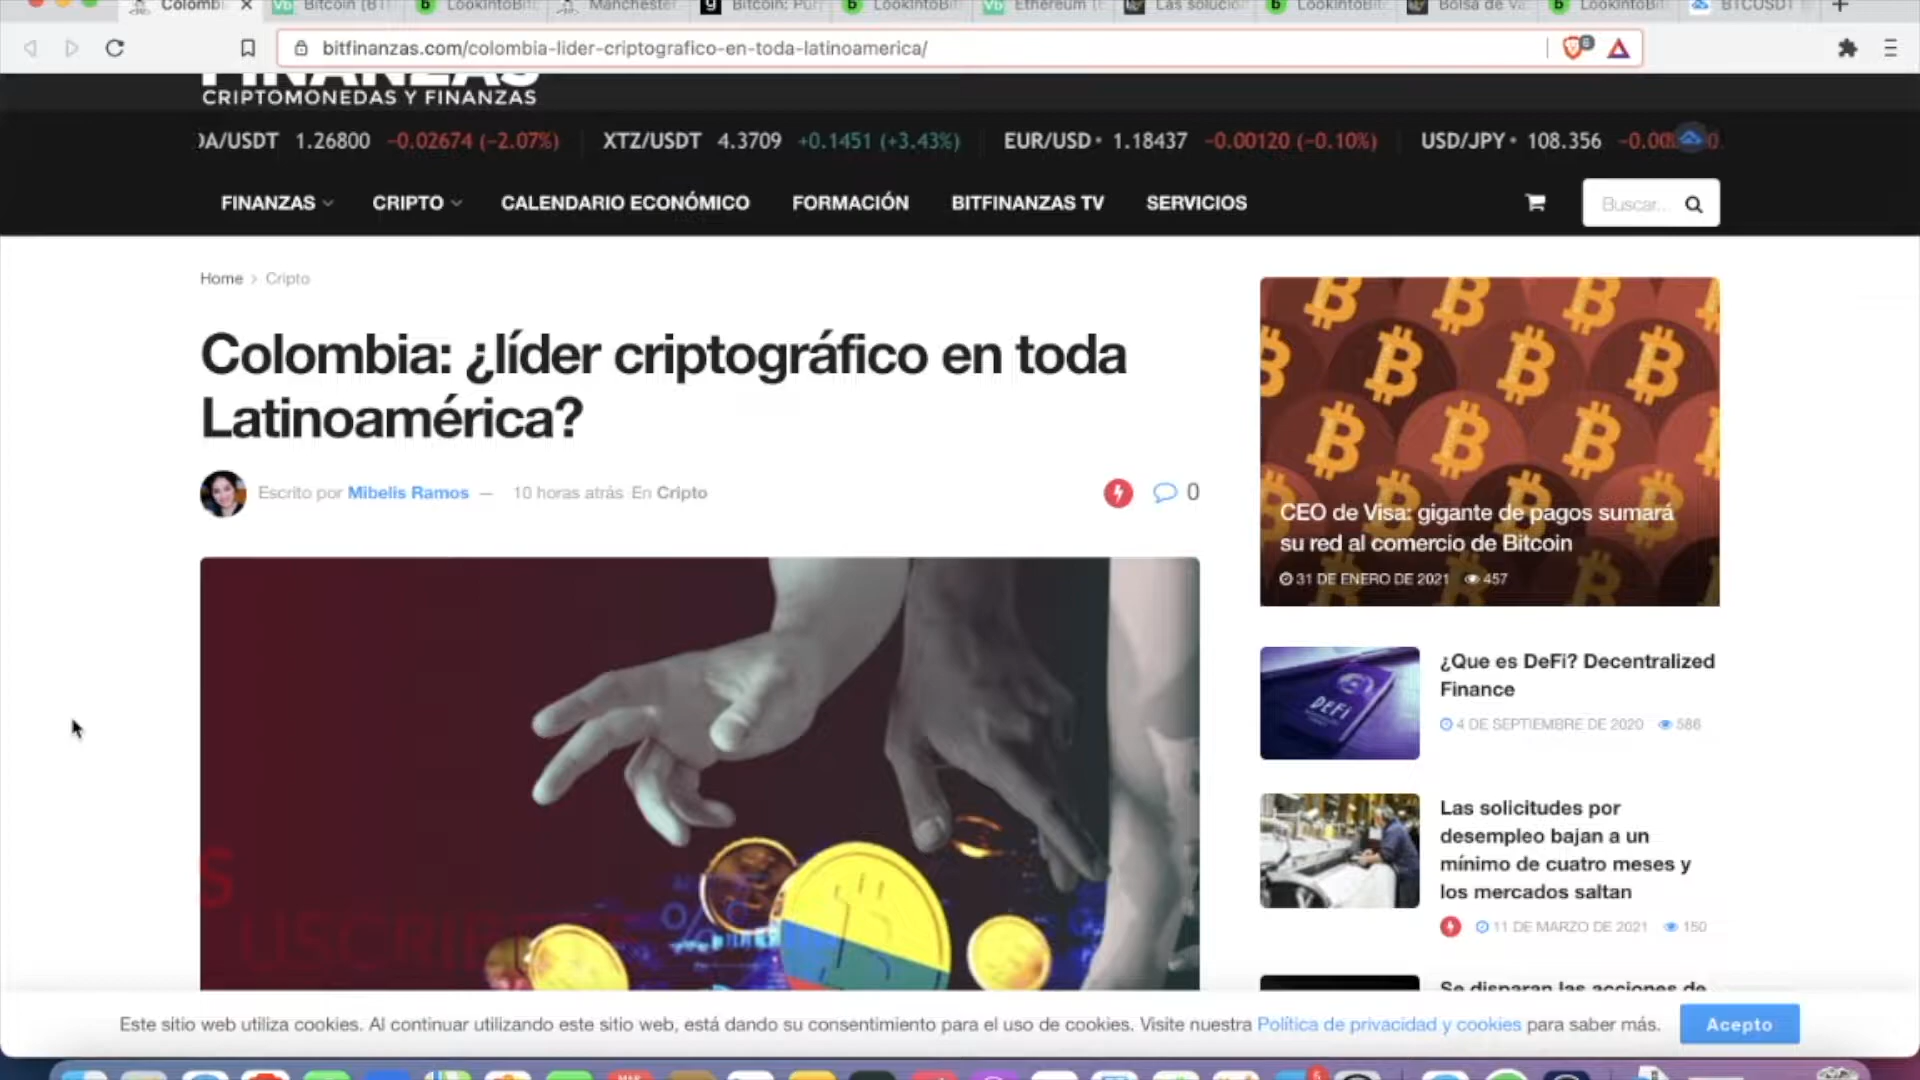 Colombi
Bitcoin (BT
LookIntoBit
Manchester
Bitcoin: Pu
LookIntoBit
Ethereum (
Las solucio
LookIntoBit
Bolsa de Va
LookIntoBit
BTCUSDT
bitfinanzas.com/colombia-lider-criptografico-en-toda-latinoamerica/
FINANZAS
CRIPTOMONEDAS Y FINANZAS
DA/USDT 1.26800 -0.02674 (-2.07%) XTZ/USDT 4.3709 +0.1451 (+3.43%) EUR/USD • 1.18437 -0.00120 (-0.10%) USD/JPY • 108.356
FINANZAS CRIPTO CALENDARIO ECONÓMICO FORMACIÓN BITFINANZAS TV SERVICIOS Buscar...
Home > Cripto
Colombia: ¿líder criptográfico en toda
Latinoamérica?
Escrito por Mibelis Ramos — 10 horas atrás En Cripto
0
CEO de Visa: gigante de pagos sumará
su red al comercio de Bitcoin
31 DE ENERO DE 2021 457
DeFi
¿Que es DeFi? Decentralized
Finance
4 DE SEPTIEMBRE DE 2020 586
Las solicitudes por
desempleo bajan a un
mínimo de cuatro meses y
los mercados saltan
11 DE MARZO DE 2021 150
Se disparan las acciones de
Este sitio web utiliza cookies. Al continuar utilizando este sitio web, está dando su consentimiento para el uso de cookies. Visite nuestra Política de privacidad y cookies para saber más.
Acepto
MAR